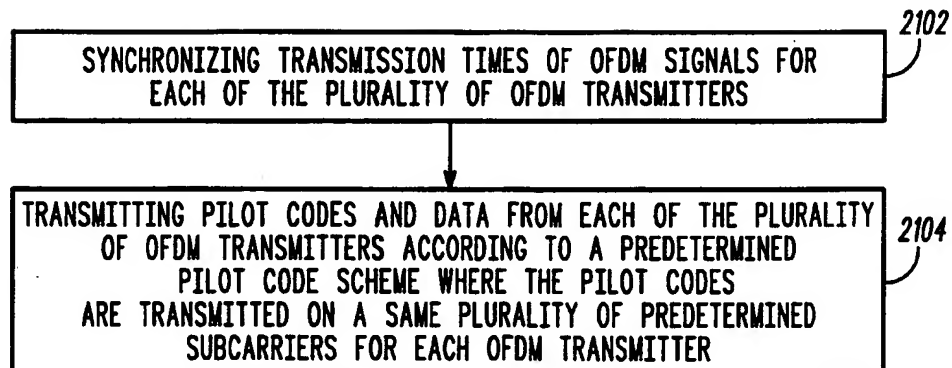 2102
SYNCHRONIZING TRANSMISSION TIMES OF OFDM SIGNALS FOR
EACH OF THE PLURALITY OF OFDM TRANSMITTERS
2104
TRANSMITTING PILOT CODES AND DATA FROM EACH OF THE PLURALITY
OF OFDM TRANSMITTERS ACCORDING TO A PREDETERMINED
PILOT CODE SCHEME WHERE THE PILOT CODES
ARE TRANSMITTED ON A SAME PLURALITY OF PREDETERMINED
SUBCARRIERS FOR EACH OFDM TRANSMITTER